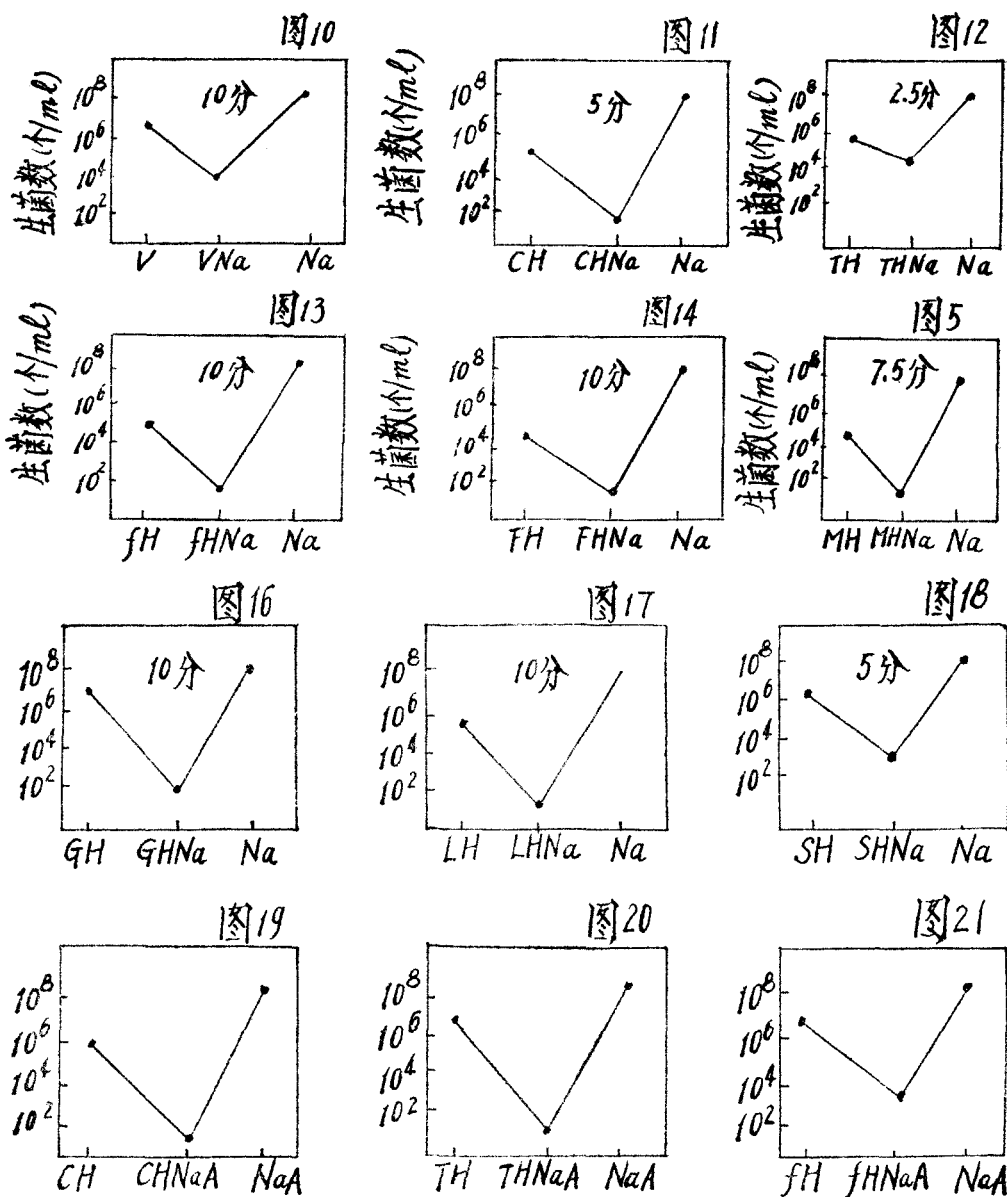 图10
生菌数(个/ml)
10⁸
10⁶
10⁴
10²
10分
V VNa Na
图11
生菌数(个/ml)
10⁸
10⁶
10⁴
10²
5分
CH CHNa Na
图12
生菌数(个/ml)
10⁸
10⁶
10⁴
10²
2.5分
TH THNa Na
图13
生菌数(个/ml)
10⁸
10⁶
10⁴
10²
10分
fH fHNa Na
图14
生菌数(个/ml)
10⁸
10⁶
10⁴
10²
10分
FH FHNa Na
图5
生菌数(个/ml)
10⁸
10⁶
10⁴
10²
7.5分
MH MHNa Na
图16
10⁸
10⁶
10⁴
10²
10分
GH GHNa Na
图17
10⁸
10⁶
10⁴
10²
10分
LH LHNa Na
图18
10⁸
10⁶
10⁴
10²
5分
SH SHNa Na
图19
10⁸
10⁶
10⁴
10²
CH CHNaA NaA
图20
10⁸
10⁶
10⁴
10²
TH THNaA NaA
图21
10⁸
10⁶
10⁴
10²
fH fHNaA NaA